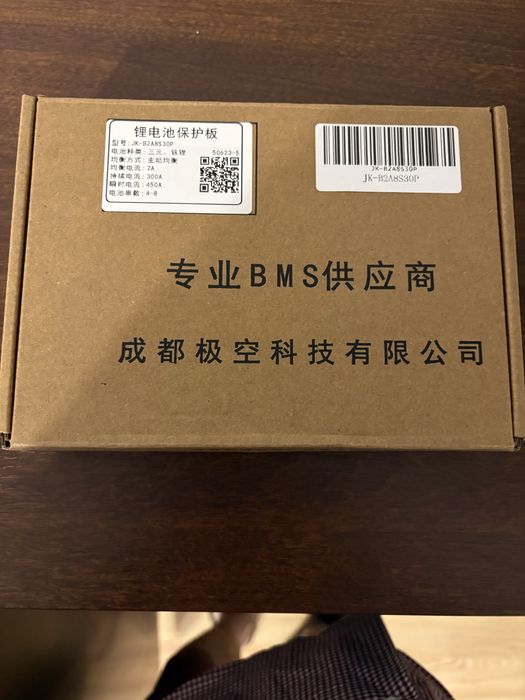 锂电池保护板
型号:JK-B2A8S30P
电池种类:三元、铁锂 50623-5
均衡方式:主动均衡
均衡电流:2A
持续电流:300A
瞬时电流:450A
电池串数:4-8
JK-B2A8S30P
JK-B2A8S30P
专业BMS供应商
成都极空科技有限公司